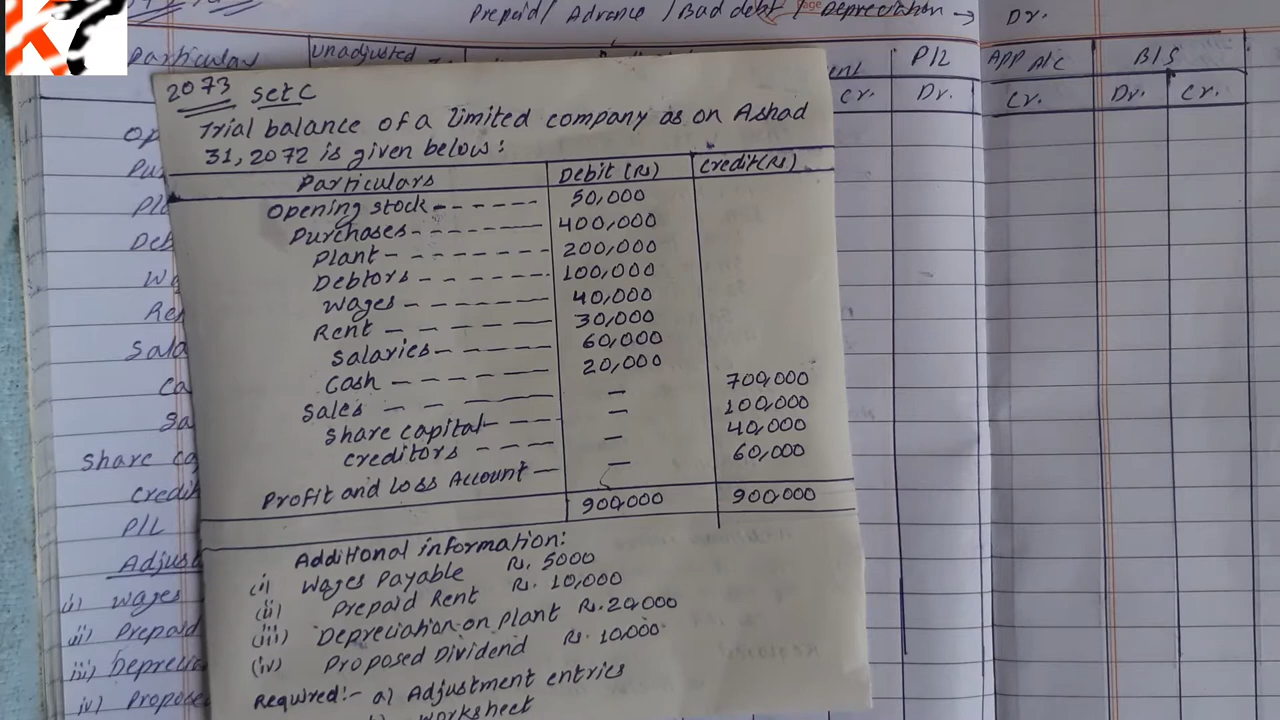 Prepaid / Advance / Bad debt / Depreciation → Dr.
Particulars Unadjusted P/L APP A/C B/S
Cr. Dr. Cr. Dr. Cr.
2073 Set C
Trial balance of a limited company as on Ashad
31, 2072 is given below:
Particulars Debit (Rs) Credit (Rs)
Opening stock 50,000
Purchases 400,000
Plant 200,000
Debtors 100,000
Wages 40,000
Rent 30,000
Salaries 60,000
Cash 20,000
Sales — 700,000
Share capital — 100,000
Creditors — 40,000
Profit and Loss Account — 60,000
900,000 900,000
Additional information:
(i) Wages Payable Rs. 5000
(ii) Prepaid Rent Rs. 10,000
(iii) Depreciation on Plant Rs. 20,000
(iv) Proposed Dividend Rs. 10,000
Required:- a) Adjustment entries
Worksheet
Share ca
P/L
i) Wages
ii) Prepaid
iii) Deprecia
iv) Propose